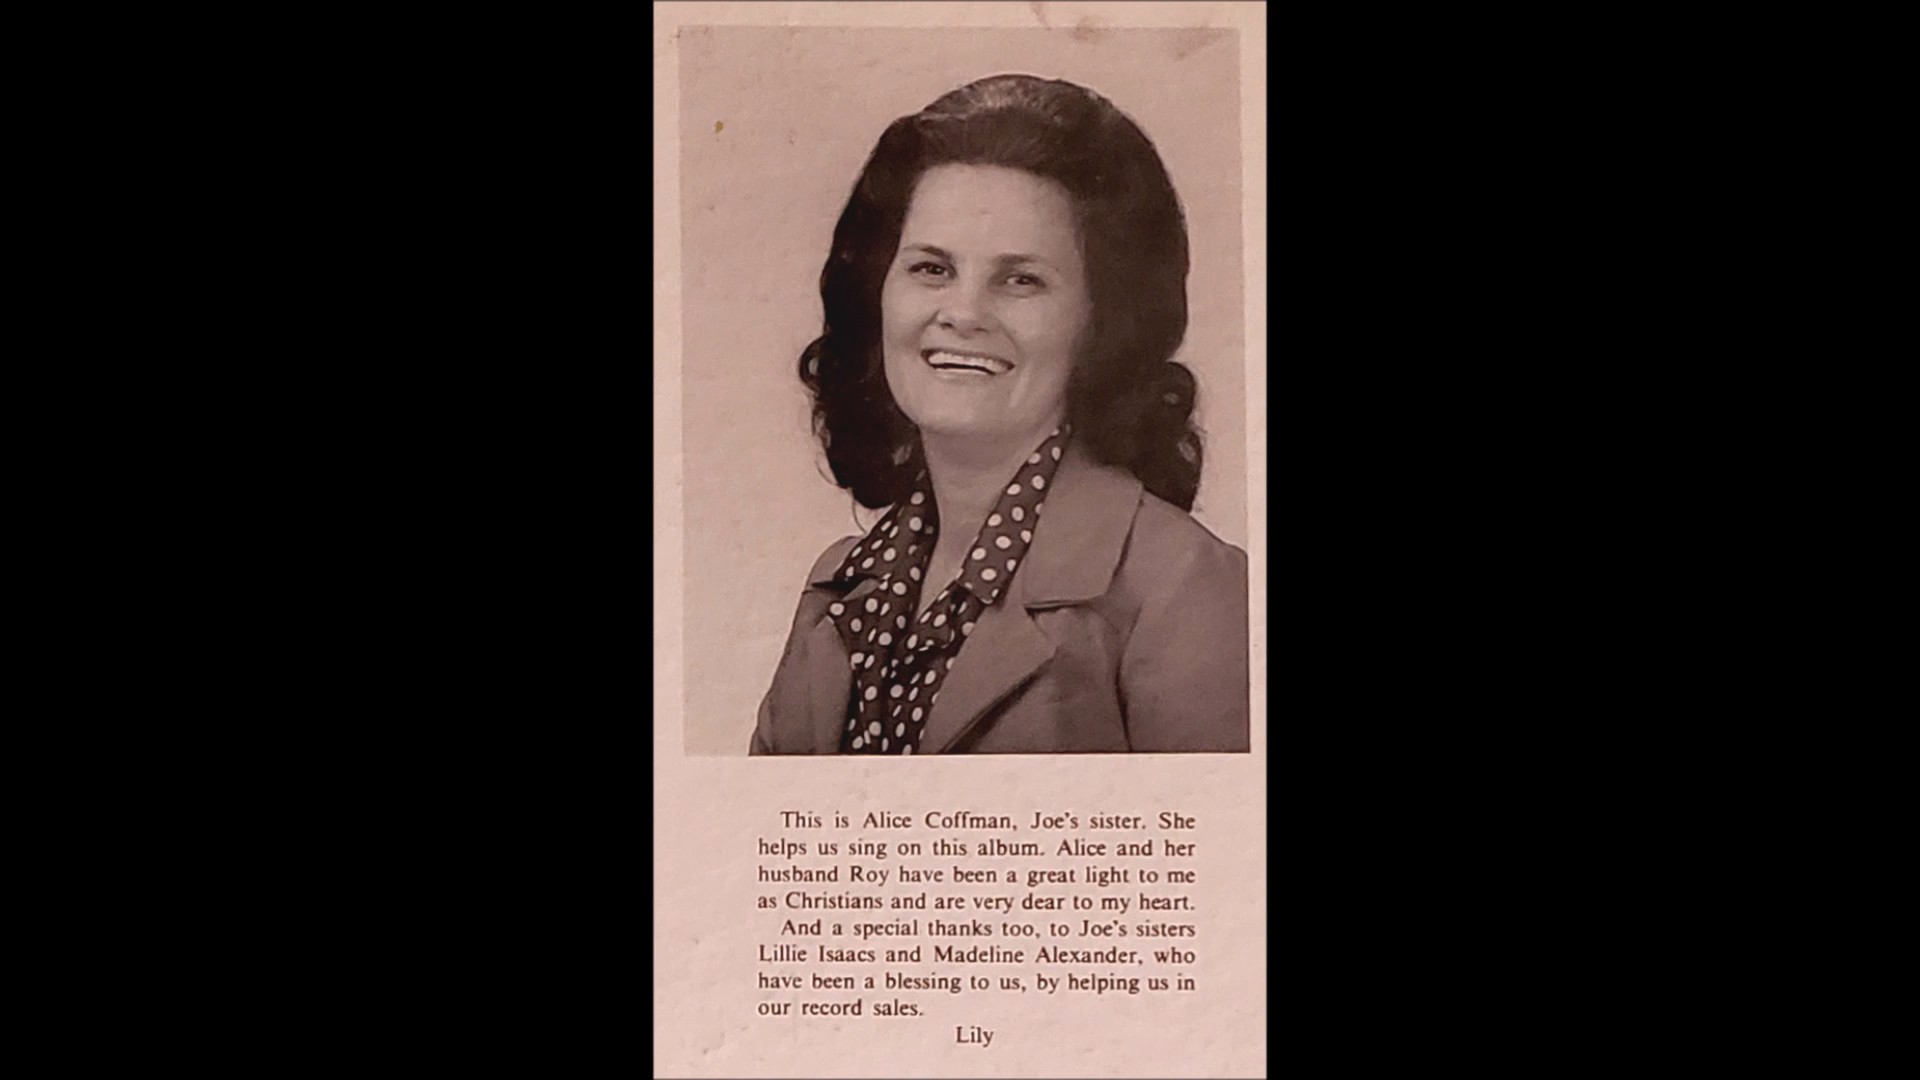 This is Alice Coffman, Joe's sister. She
helps us sing on this album. Alice and her
husband Roy have been a great light to me
as Christians and are very dear to my heart.
And a special thanks too, to Joe's sisters
Lillie Isaacs and Madeline Alexander, who
have been a blessing to us, by helping us in
our record sales.
Lily